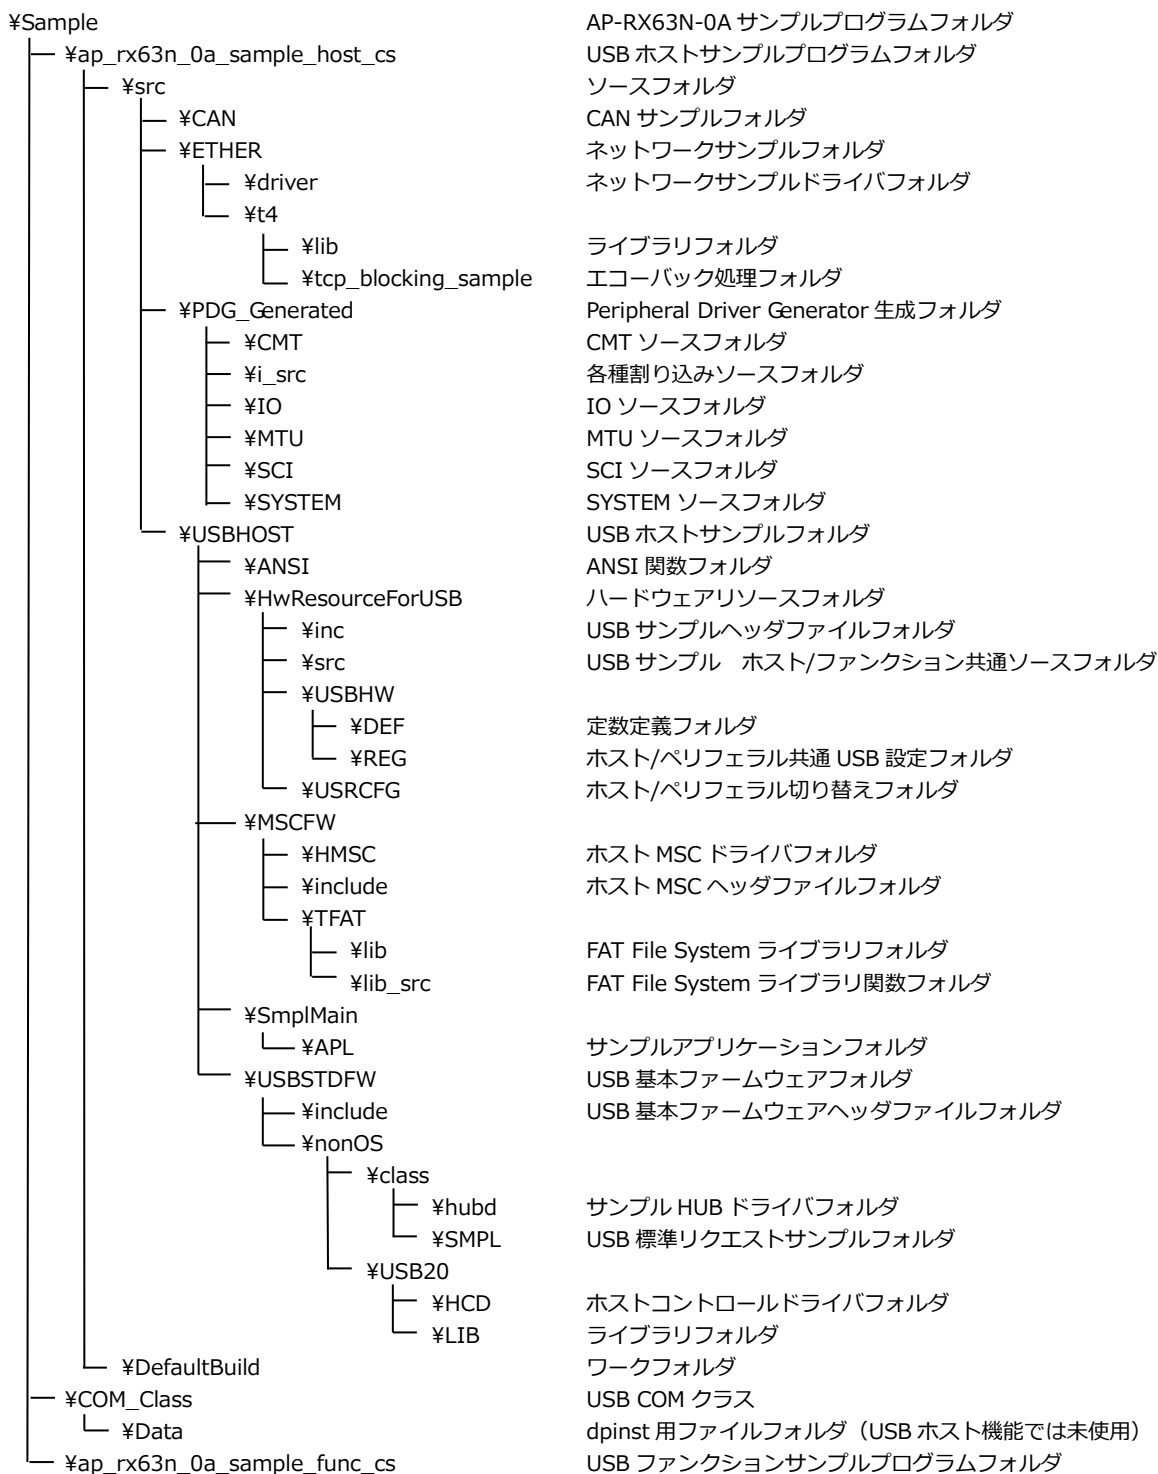 ¥Sample AP-RX63N-0A サンプルプログラムフォルダ
¥ap_rx63n_0a_sample_host_cs USB ホストサンプルプログラムフォルダ
¥src ソースフォルダ
¥CAN CAN サンプルフォルダ
¥ETHER ネットワークサンプルフォルダ
¥driver ネットワークサンプルドライバフォルダ
¥t4
¥lib ライブラリフォルダ
¥tcp_blocking_sample エコーバック処理フォルダ
¥PDG_Generated Peripheral Driver Generator 生成フォルダ
¥CMT CMT ソースフォルダ
¥i_src 各種割り込みソースフォルダ
¥IO IO ソースフォルダ
¥MTU MTU ソースフォルダ
¥SCI SCI ソースフォルダ
¥SYSTEM SYSTEM ソースフォルダ
¥USBHOST USB ホストサンプルフォルダ
¥ANSI ANSI 関数フォルダ
¥HwResourceForUSB ハードウェアリソースフォルダ
¥inc USB サンプルヘッダファイルフォルダ
¥src USB サンプル　ホスト/ファンクション共通ソースフォルダ
¥USBHW
¥DEF 定数定義フォルダ
¥REG ホスト/ペリフェラル共通 USB 設定フォルダ
¥USRCFG ホスト/ペリフェラル切り替えフォルダ
¥MSCFW
¥HMSC ホスト MSC ドライバフォルダ
¥include ホスト MSC ヘッダファイルフォルダ
¥TFAT
¥lib FAT File System ライブラリフォルダ
¥lib_src FAT File System ライブラリ関数フォルダ
¥SmplMain
¥APL サンプルアプリケーションフォルダ
¥USBSTDFW USB 基本ファームウェアフォルダ
¥include USB 基本ファームウェアヘッダファイルフォルダ
¥nonOS
¥class
¥hubd サンプル HUB ドライバフォルダ
¥SMPL USB 標準リクエストサンプルフォルダ
¥USB20
¥HCD ホストコントロールドライバフォルダ
¥LIB ライブラリフォルダ
¥DefaultBuild ワークフォルダ
¥COM_Class USB COM クラス
¥Data dpinst 用ファイルフォルダ（USB ホスト機能では未使用）
¥ap_rx63n_0a_sample_func_cs USB ファンクションサンプルプログラムフォルダ